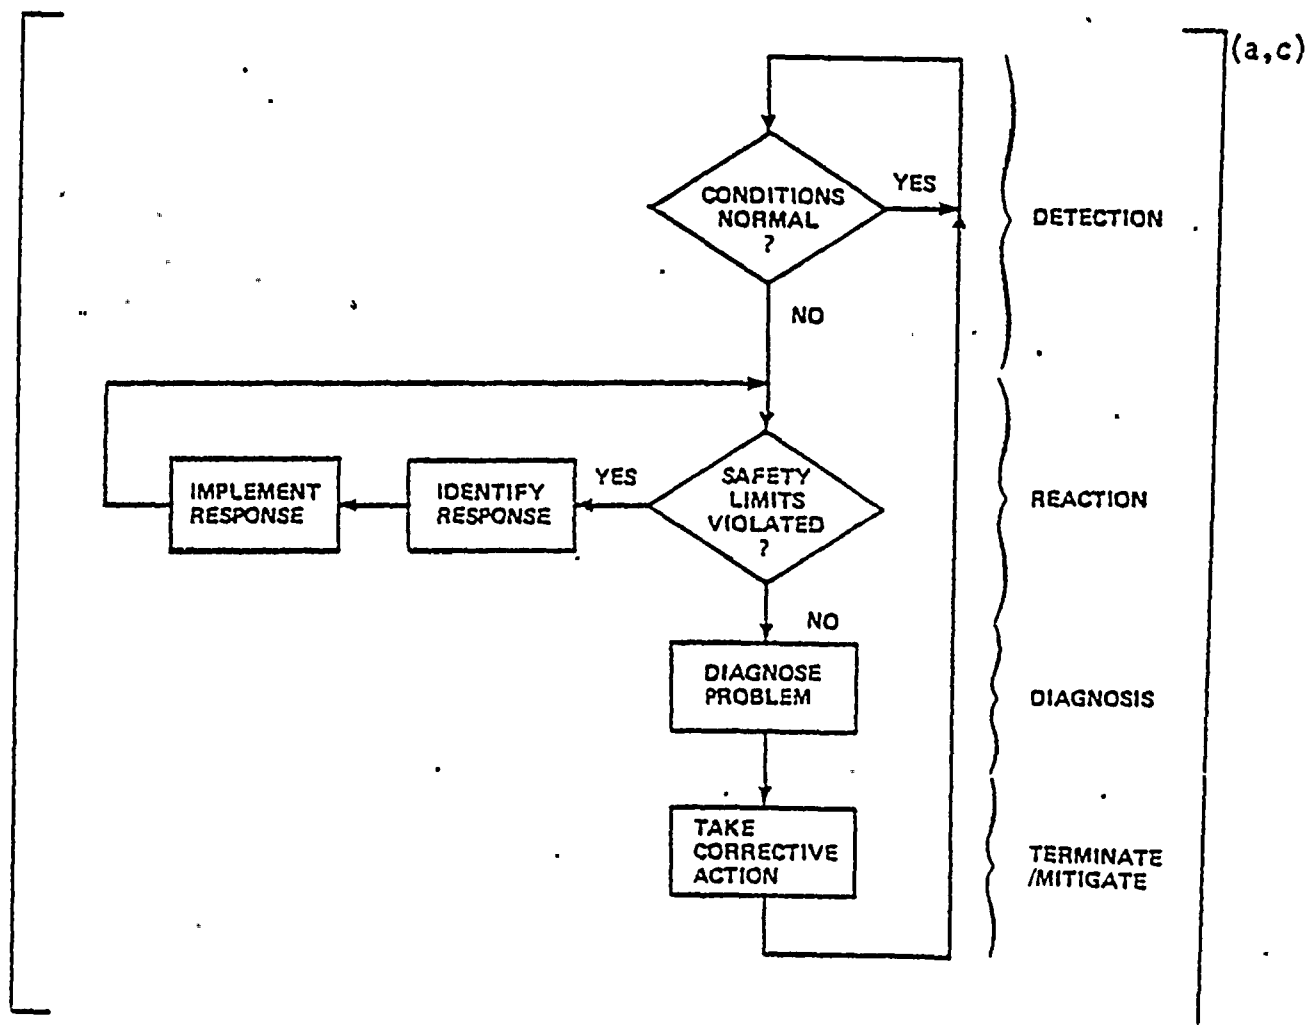 (a,c)
CONDITIONS
NORMAL
?
YES
DETECTION
NO
IMPLEMENT
RESPONSE
IDENTIFY
RESPONSE
YES
SAFETY
LIMITS
VIOLATED
?
REACTION
NO
DIAGNOSE
PROBLEM
DIAGNOSIS
TAKE
CORRECTIVE
ACTION
TERMINATE
/MITIGATE